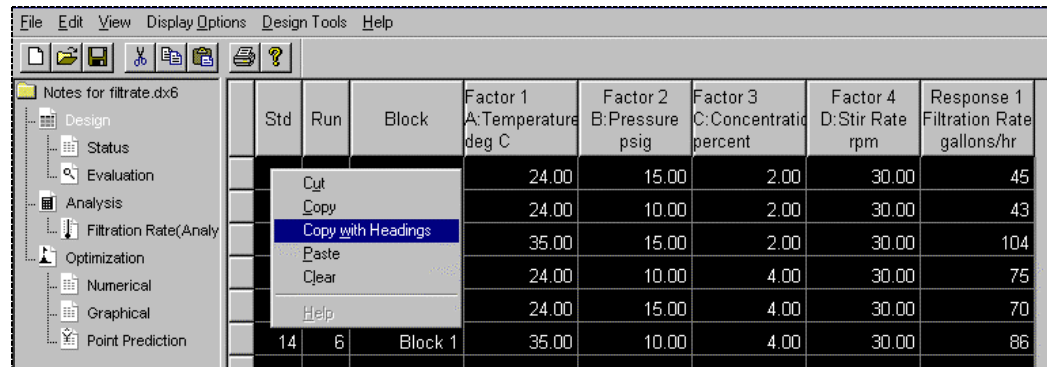 File Edit View Display Options Design Tools Help
Notes for filtrate.dx6
Design
Status
Evaluation
Analysis
Filtration Rate(Analy
Optimization
Numerical
Graphical
Point Prediction
Std Run Block Factor 1 A:Temperature deg C Factor 2 B:Pressure psig Factor 3 C:Concentratio percent Factor 4 D:Stir Rate rpm Response 1 Filtration Rate gallons/hr
24.00 15.00 2.00 30.00 45
24.00 10.00 2.00 30.00 43
35.00 15.00 2.00 30.00 104
24.00 10.00 4.00 30.00 75
24.00 15.00 4.00 30.00 70
14 6 Block 1 35.00 10.00 4.00 30.00 86
Cut
Copy
Copy with Headings
Paste
Clear
Help